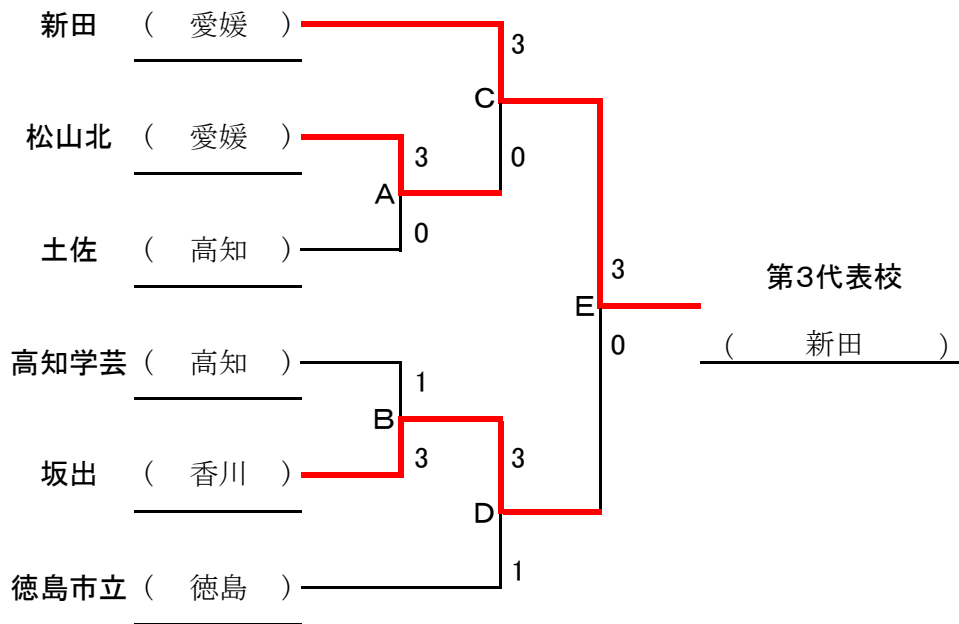 新田 ( 愛媛 )
3
C
松山北 ( 愛媛 )
3
0
A
0
土佐 ( 高知 )
3
第3代表校
E
0
( 新田 )
高知学芸 ( 高知 )
1
B
3
3
坂出 ( 香川 )
D
1
徳島市立 ( 徳島 )